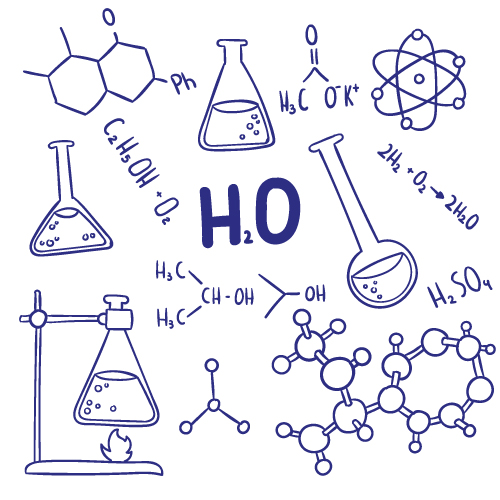 O
Ph
O
H₃C O⁻K⁺
C₂H₅OH + O₂
2H₂ + O₂ → 2H₂O
H₂O
H₃C
CH-OH
OH
H₃C
H₂SO₄